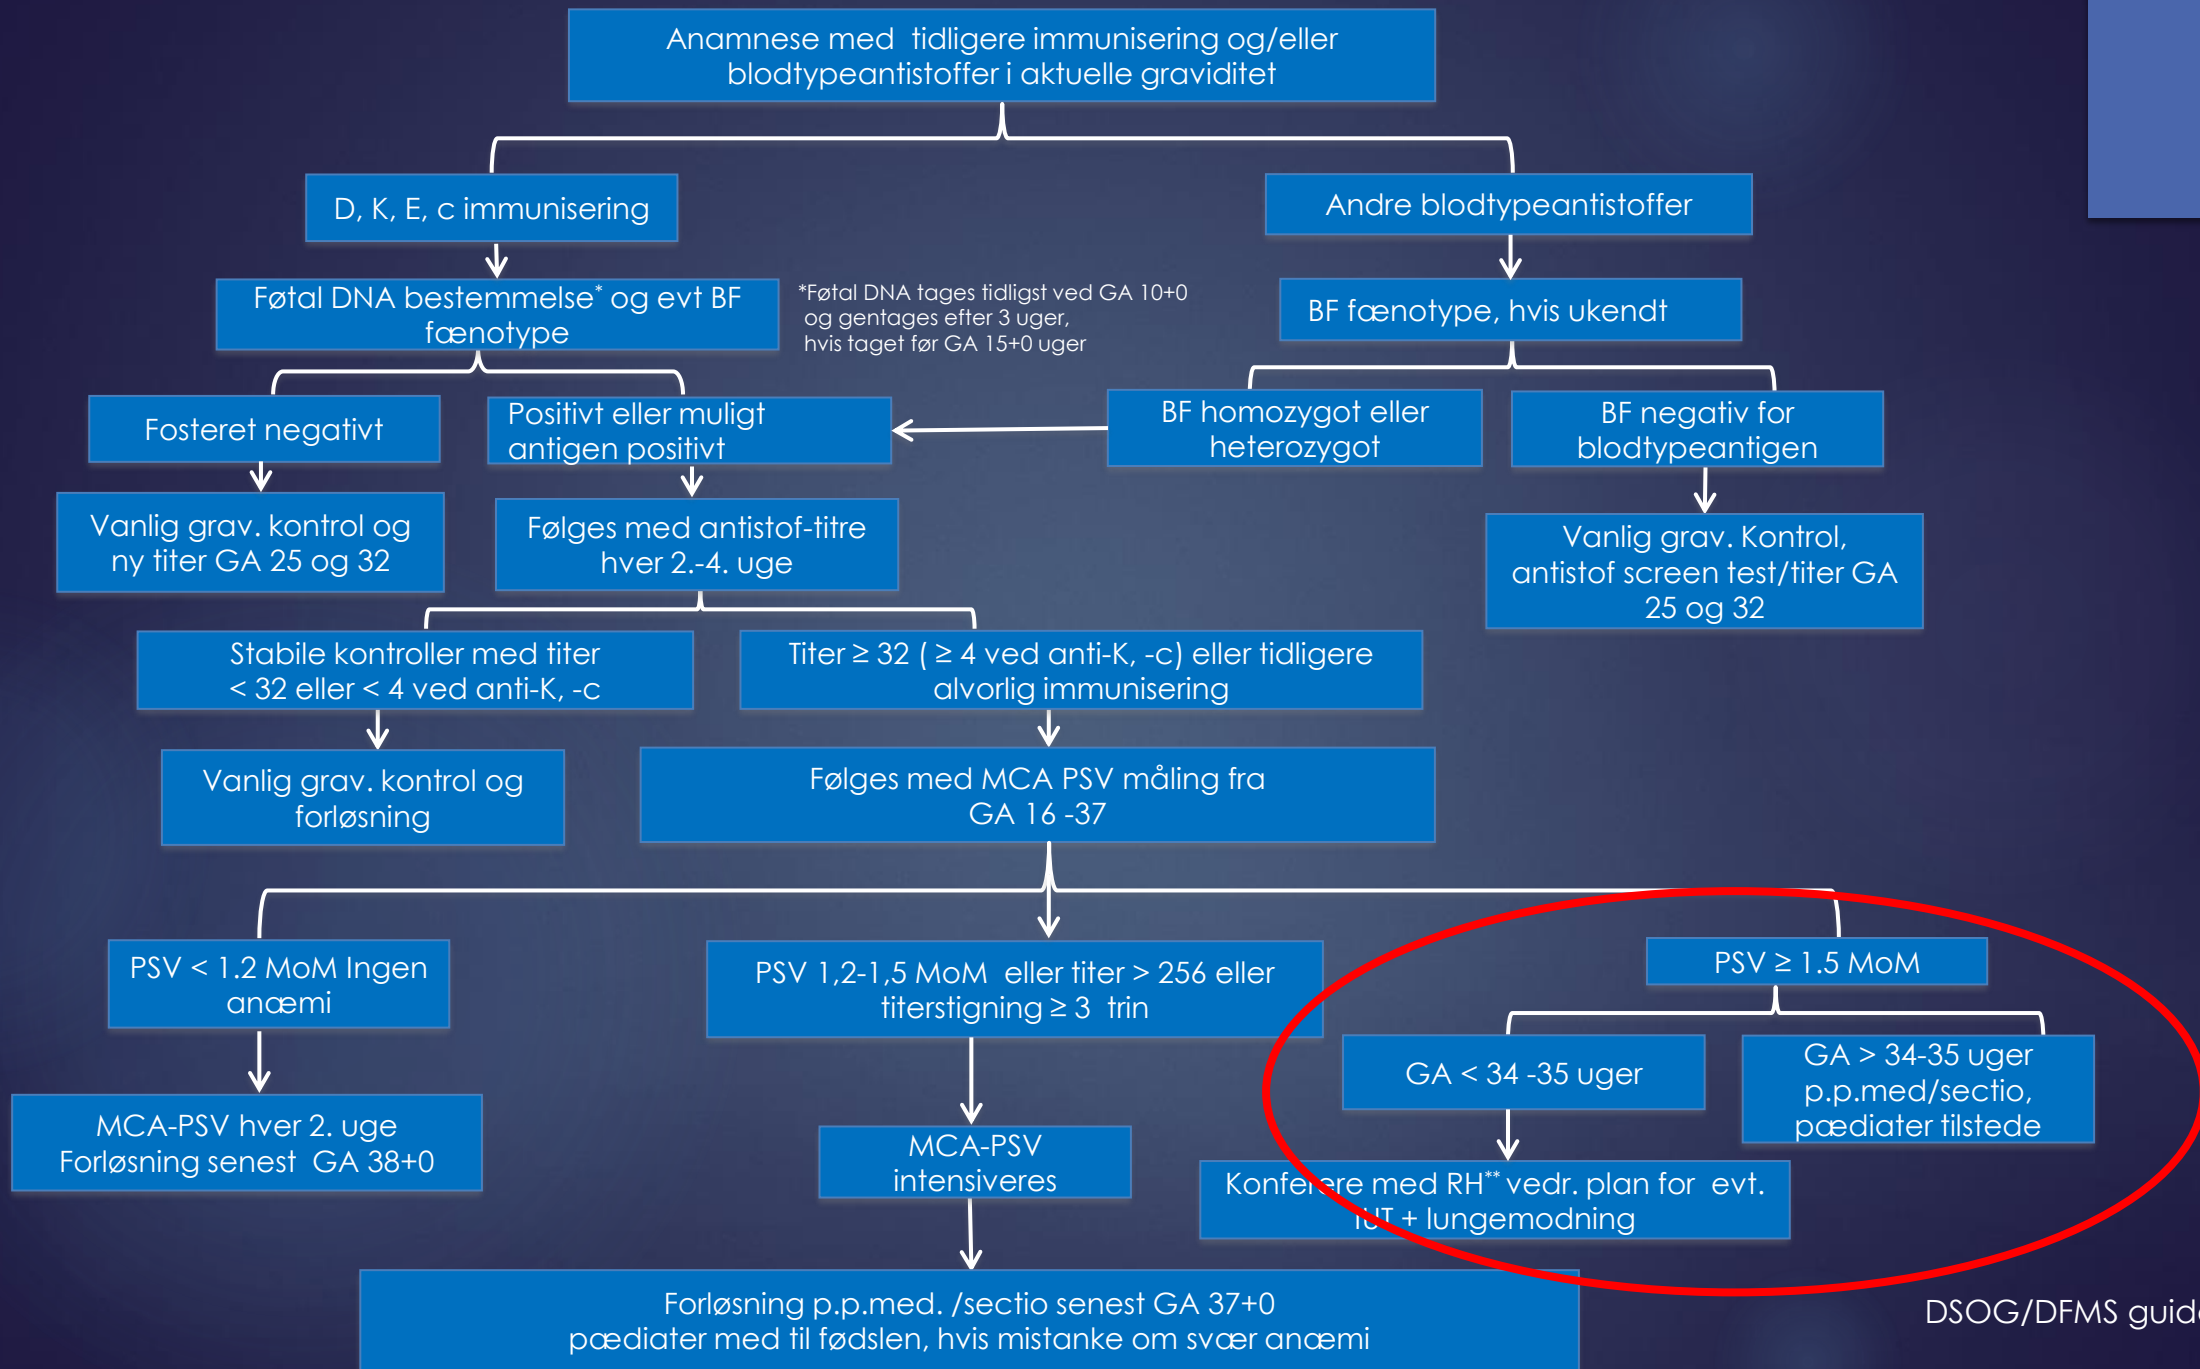 Anamnese med tidligere immunisering og/eller
blodtypeantistoffer i aktuelle graviditet
D, K, E, c immunisering
Andre blodtypeantistoffer
Føtal DNA bestemmelse* og evt BF
fænotype
*Føtal DNA tages tidligst ved GA 10+0
og gentages efter 3 uger,
hvis taget før GA 15+0 uger
BF fænotype, hvis ukendt
Fosteret negativt
Positivt eller muligt
antigen positivt
BF homozygot eller
heterozygot
BF negativ for
blodtypeantigen
Vanlig grav. kontrol og
ny titer GA 25 og 32
Følges med antistof-titre
hver 2.-4. uge
Vanlig grav. Kontrol,
antistof screen test/titer GA
25 og 32
Stabile kontroller med titer
< 32 eller < 4 ved anti-K, -c
Titer ≥ 32 ( ≥ 4 ved anti-K, -c) eller tidligere
alvorlig immunisering
Vanlig grav. kontrol og
forløsning
Følges med MCA PSV måling fra
GA 16 -37
PSV < 1.2 MoM Ingen
anæmi
PSV 1,2-1,5 MoM eller titer > 256 eller
titerstigning ≥ 3 trin
PSV ≥ 1.5 MoM
GA < 34 -35 uger
GA > 34-35 uger
p.p.med/sectio,
pædiater tilstede
MCA-PSV hver 2. uge
Forløsning senest GA 38+0
MCA-PSV
intensiveres
Konferere med RH** vedr. plan for evt.
IUT + lungemodning
Forløsning p.p.med. /sectio senest GA 37+0
pædiater med til fødslen, hvis mistanke om svær anæmi
DSOG/DFMS guide